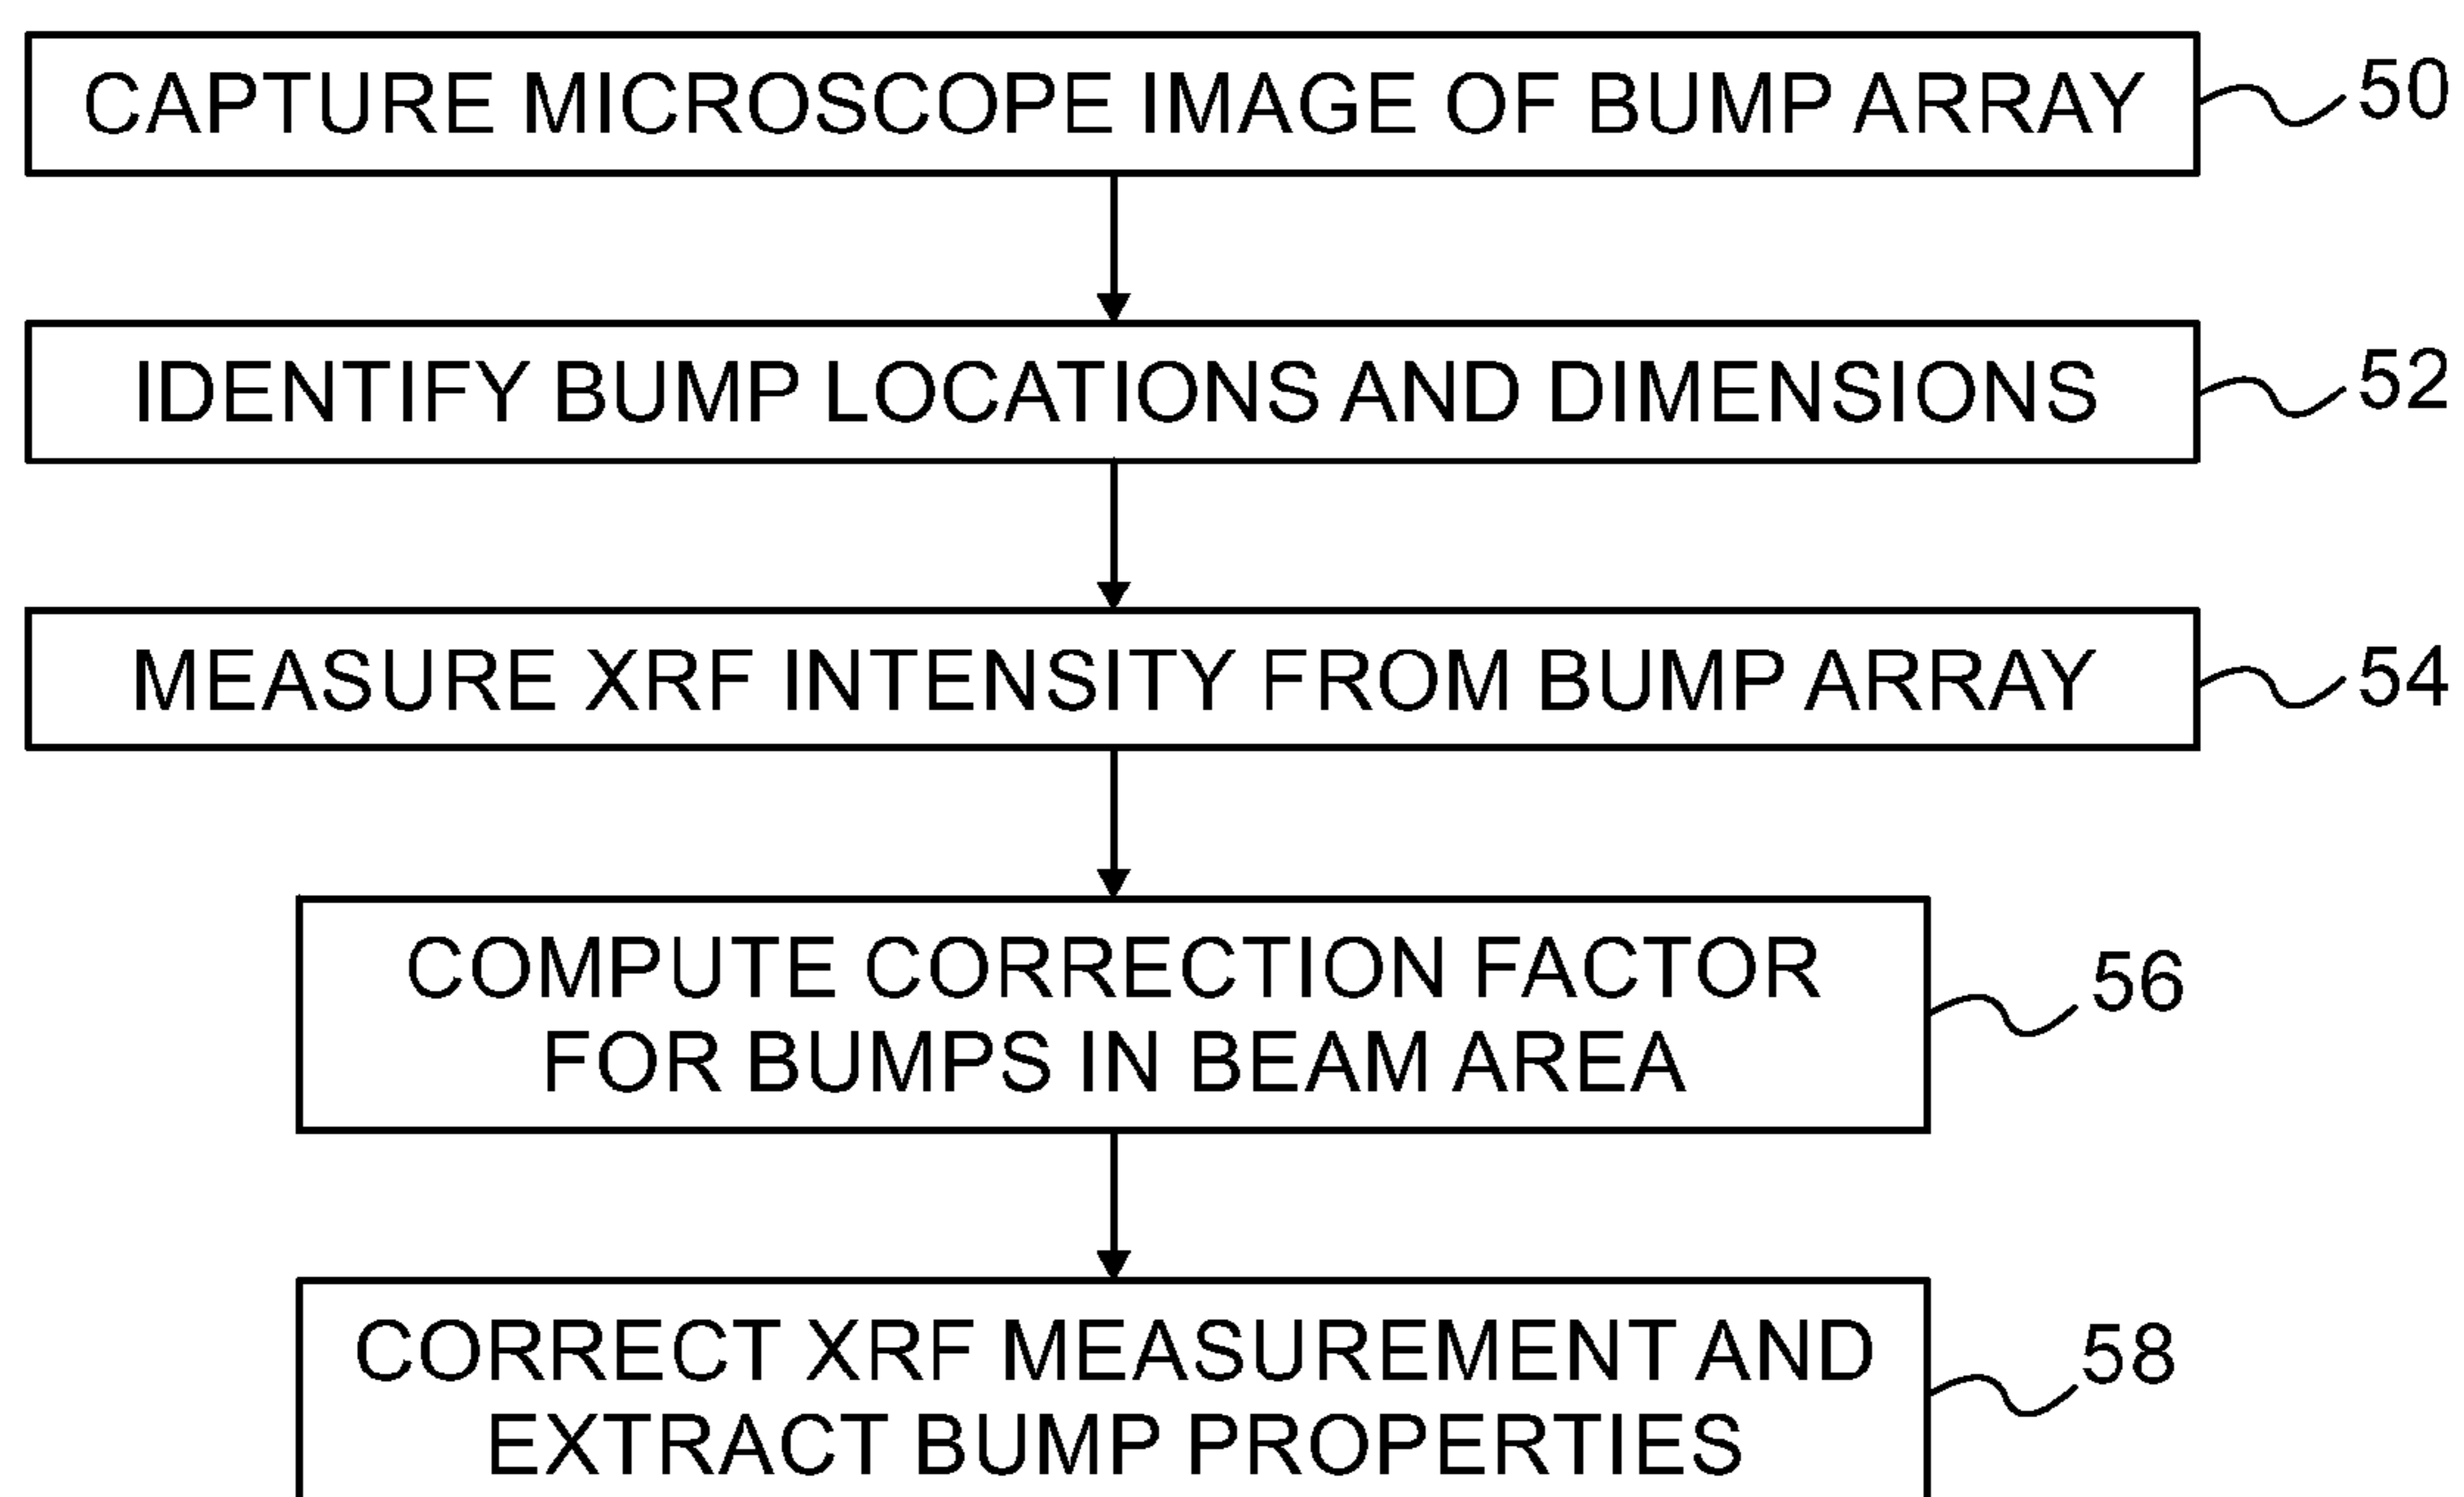 CAPTURE MICROSCOPE IMAGE OF BUMP ARRAY
50
IDENTIFY BUMP LOCATIONS AND DIMENSIONS
52
MEASURE XRF INTENSITY FROM BUMP ARRAY
54
COMPUTE CORRECTION FACTOR
FOR BUMPS IN BEAM AREA
56
CORRECT XRF MEASUREMENT AND
EXTRACT BUMP PROPERTIES
58